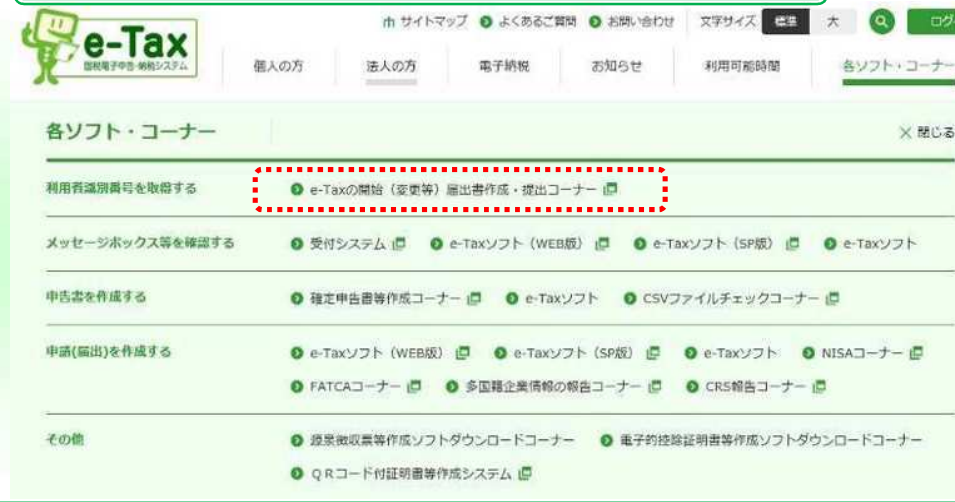 サイトマップ よくあるご質問 お問い合わせ 文字サイズ 標準 大
e-Tax
国税電子申告・納税システム
個人の方 法人の方 電子納税 お知らせ 利用可能時間 各ソフト・コーナー
各ソフト・コーナー
× 閉じる
利用者識別番号を取得する
e-Taxの開始（変更等）届出書作成・提出コーナー
メッセージボックス等を確認する
受付システム e-Taxソフト（WEB版） e-Taxソフト（SP版） e-Taxソフト
申告書を作成する
確定申告書等作成コーナー e-Taxソフト CSVファイルチェックコーナー
申請(届出)を作成する
e-Taxソフト（WEB版） e-Taxソフト（SP版） e-Taxソフト NISAコーナー
FATCAコーナー 多国籍企業情報の報告コーナー CRS報告コーナー
その他
源泉徴収票等作成ソフトダウンロードコーナー 電子的控除証明書等作成ソフトダウンロードコーナー
ＱＲコード付証明書等作成システム